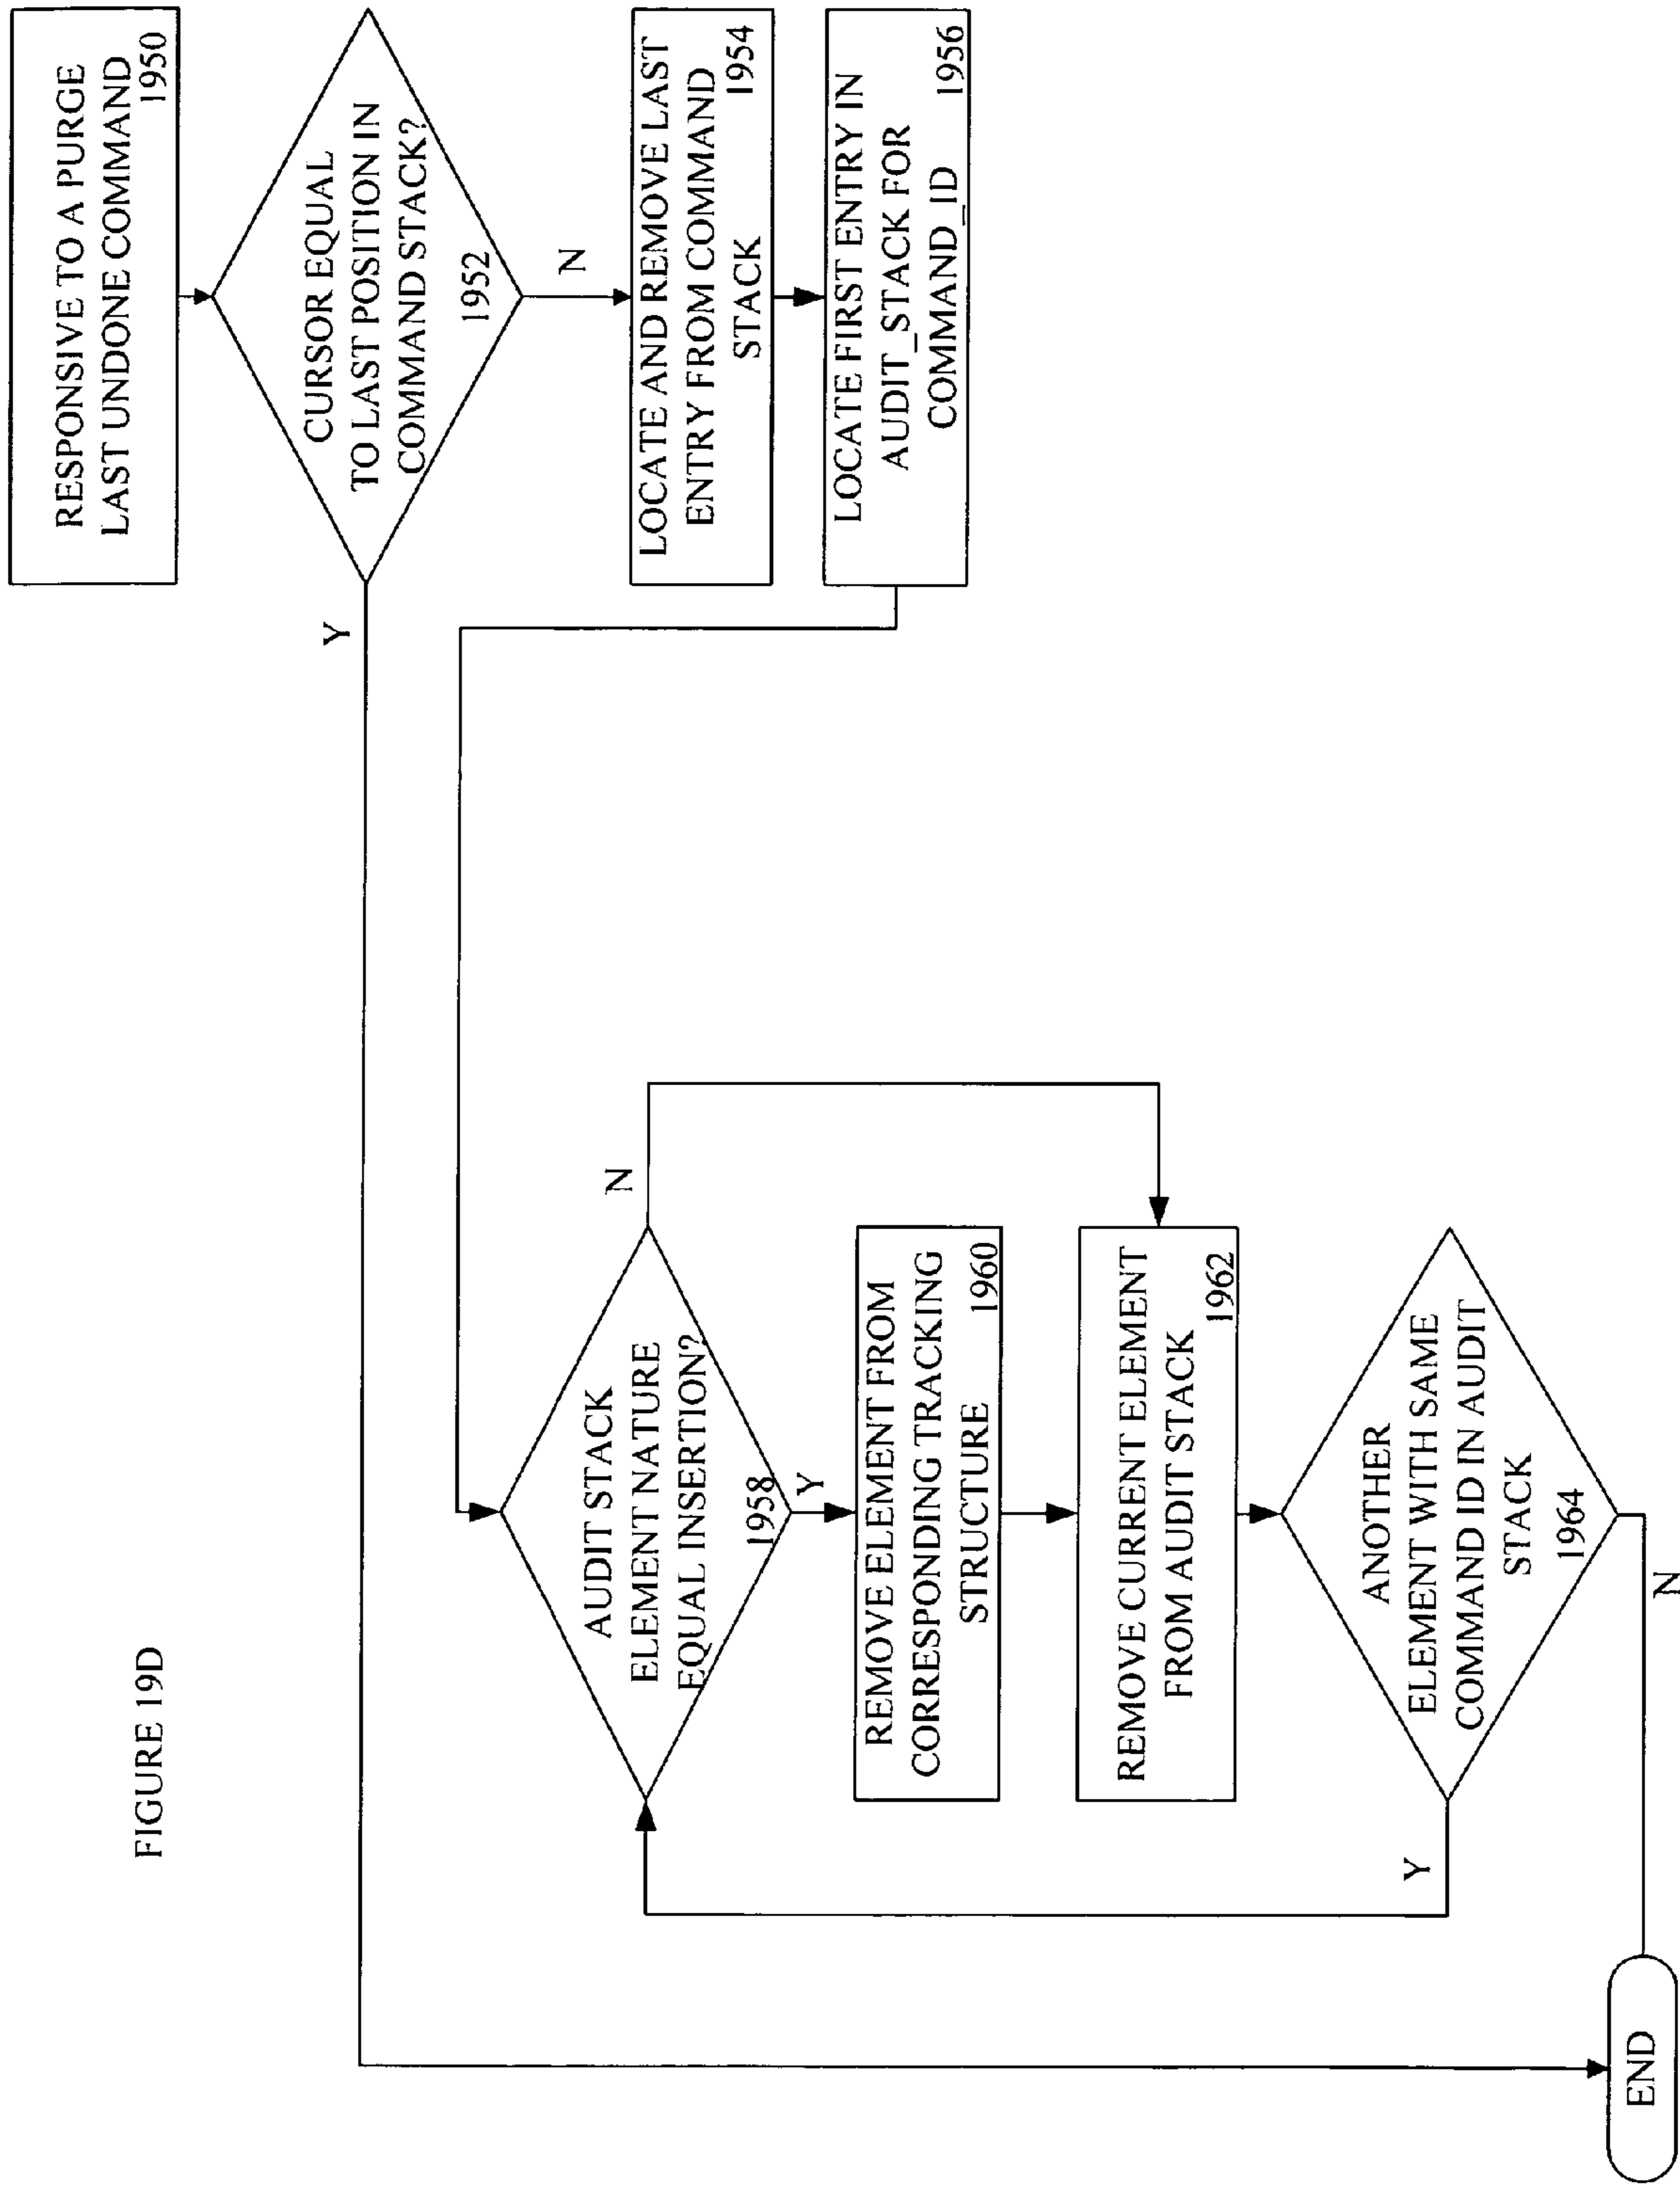 FIGURE 19D
RESPONSIVE TO A PURGE
LAST UNDONE COMMAND
1950
CURSOR EQUAL
TO LAST POSITION IN
COMMAND STACK?
1952
Y
N
LOCATE AND REMOVE LAST
ENTRY FROM COMMAND 1954
STACK
LOCATE FIRST ENTRY IN
AUDIT_STACK FOR
COMMAND_ID 1956
AUDIT STACK
ELEMENT NATURE
EQUAL INSERTION?
1958
N
Y
REMOVE ELEMENT FROM
CORRESPONDING TRACKING
STRUCTURE 1960
REMOVE CURRENT ELEMENT
FROM AUDIT STACK
1962
ANOTHER
ELEMENT WITH SAME
COMMAND ID IN AUDIT
STACK
1964
Y
N
END